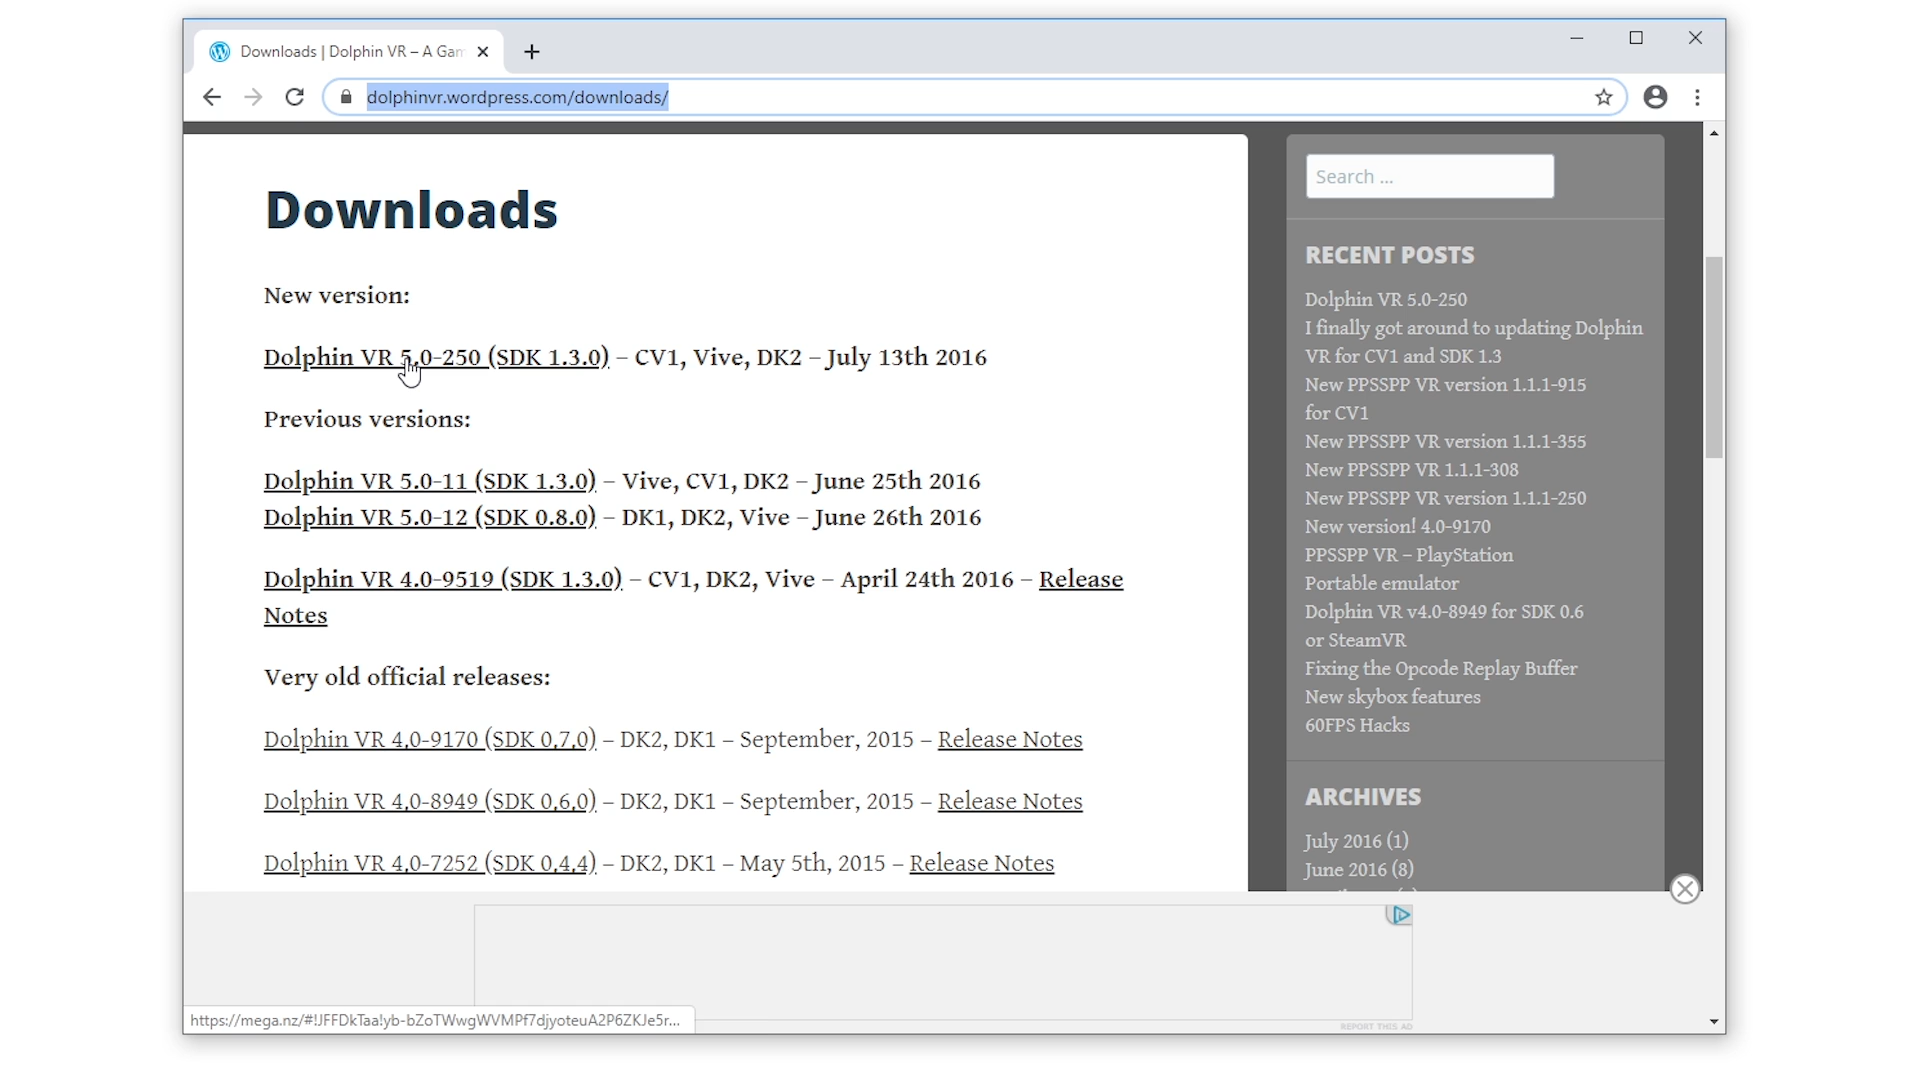 Downloads | Dolphin VR – A Gam
dolphinvr.wordpress.com/downloads/
Downloads
New version:
Dolphin VR 5.0-250 (SDK 1.3.0) – CV1, Vive, DK2 – July 13th 2016
Previous versions:
Dolphin VR 5.0-11 (SDK 1.3.0) – Vive, CV1, DK2 – June 25th 2016
Dolphin VR 5.0-12 (SDK 0.8.0) – DK1, DK2, Vive – June 26th 2016
Dolphin VR 4.0-9519 (SDK 1.3.0) – CV1, DK2, Vive – April 24th 2016 – Release
Notes
Very old official releases:
Dolphin VR 4.0-9170 (SDK 0.7.0) – DK2, DK1 – September, 2015 – Release Notes
Dolphin VR 4.0-8949 (SDK 0.6.0) – DK2, DK1 – September, 2015 – Release Notes
Dolphin VR 4.0-7252 (SDK 0.4.4) – DK2, DK1 – May 5th, 2015 – Release Notes
Search ...
RECENT POSTS
Dolphin VR 5.0-250
I finally got around to updating Dolphin
VR for CV1 and SDK 1.3
New PPSSPP VR version 1.1.1-915
for CV1
New PPSSPP VR version 1.1.1-355
New PPSSPP VR 1.1.1-308
New PPSSPP VR version 1.1.1-250
New version! 4.0-9170
PPSSPP VR – PlayStation
Portable emulator
Dolphin VR v4.0-8949 for SDK 0.6
or SteamVR
Fixing the Opcode Replay Buffer
New skybox features
60FPS Hacks
ARCHIVES
July 2016 (1)
June 2016 (8)
https://mega.nz/#!JFFDkTaa!yb-bZoTWwgWVMPf7djyoteuA2P6ZKJe5r...
REPORT THIS AD